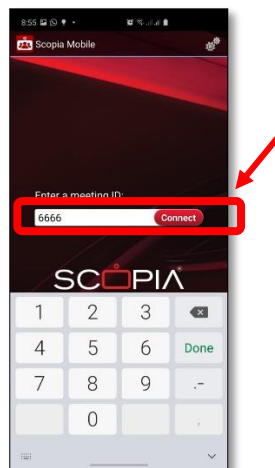 8:55
Scopia Mobile
Enter a meeting ID:
6666 Connect
SCOPIA
1 2 3
4 5 6 Done
7 8 9 .-
0 ,